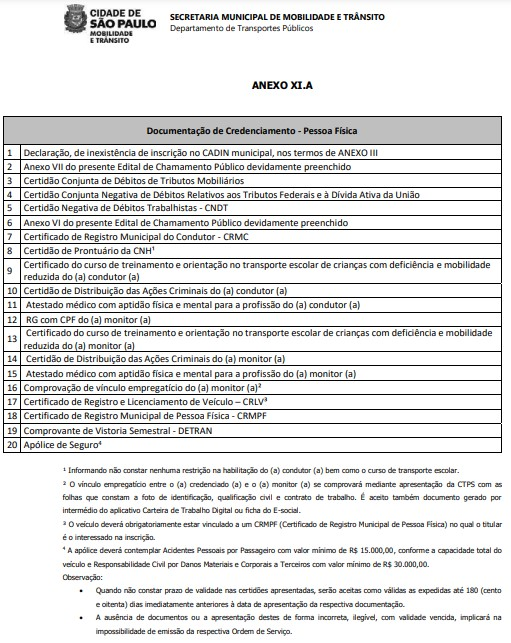 CIDADE DE
SÃO PAULO
MOBILIDADE
E TRÂNSITO
SECRETARIA MUNICIPAL DE MOBILIDADE E TRÂNSITO
Departamento de Transportes Públicos
ANEXO XI.A
Documentação de Credenciamento - Pessoa Física
1 Declaração, de inexistência de inscrição no CADIN municipal, nos termos de ANEXO III
2 Anexo VII do presente Edital de Chamamento Público devidamente preenchido
3 Certidão Conjunta de Débitos de Tributos Mobiliários
4 Certidão Conjunta Negativa de Débitos Relativos aos Tributos Federais e à Dívida Ativa da União
5 Certidão Negativa de Débitos Trabalhistas - CNDT
6 Anexo VI do presente Edital de Chamamento Público devidamente preenchido
7 Certificado de Registro Municipal do Condutor - CRMC
8 Certidão de Prontuário da CNH¹
9 Certificado do curso de treinamento e orientação no transporte escolar de crianças com deficiência e mobilidade
reduzida do (a) condutor (a)
10 Certidão de Distribuição das Ações Criminais do (a) condutor (a)
11 Atestado médico com aptidão física e mental para a profissão do (a) condutor (a)
12 RG com CPF do (a) monitor (a)
13 Certificado do curso de treinamento e orientação no transporte escolar de crianças com deficiência e mobilidade
reduzida do (a) monitor (a)
14 Certidão de Distribuição das Ações Criminais do (a) monitor (a)
15 Atestado médico com aptidão física e mental para a profissão do (a) monitor (a)
16 Comprovação de vínculo empregatício do (a) monitor (a)²
17 Certificado de Registro e Licenciamento de Veículo – CRLV³
18 Certificado de Registro Municipal de Pessoa Física - CRMPF
19 Comprovante de Vistoria Semestral - DETRAN
20 Apólice de Seguro⁴
¹ Informando não constar nenhuma restrição na habilitação do (a) condutor (a) bem como o curso de transporte escolar.
² O vínculo empregatício entre o (a) credenciado (a) e o (a) monitor (a) se comprovará mediante apresentação da CTPS com as
folhas que constam a foto de identificação, qualificação civil e contrato de trabalho. É aceito também documento gerado por
intermédio do aplicativo Carteira de Trabalho Digital ou ficha do E-social.
³ O veículo deverá obrigatoriamente estar vinculado a um CRMPF (Certificado de Registro Municipal de Pessoa Física) no qual o titular
é o interessado na inscrição.
⁴ A apólice deverá contemplar Acidentes Pessoais por Passageiro com valor mínimo de R$ 15.000,00, conforme a capacidade total do
veículo e Responsabilidade Civil por Danos Materiais e Corporais a Terceiros com valor mínimo de R$ 30.000,00.
Observação:
• Quando não constar prazo de validade nas certidões apresentadas, serão aceitas como válidas as expedidas até 180 (cento
e oitenta) dias imediatamente anteriores à data de apresentação da respectiva documentação.
• A ausência de documentos ou a apresentação destes de forma incorreta, ilegível, com validade vencida, implicará na
impossibilidade de emissão da respectiva Ordem de Serviço.